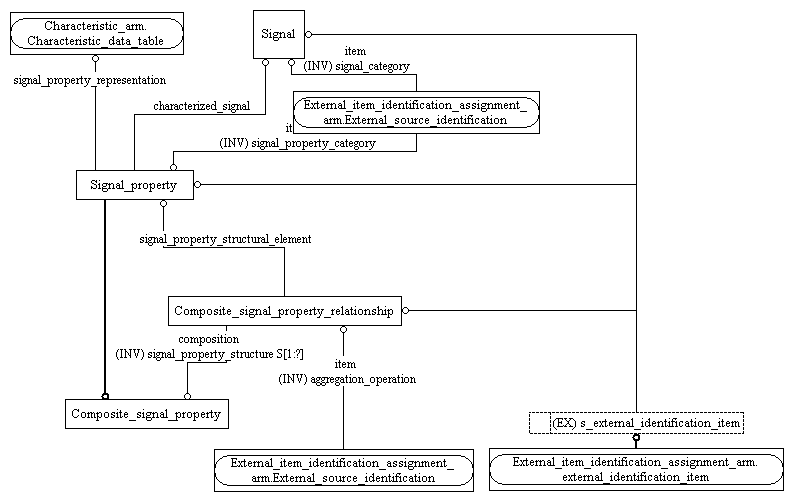 Characteristic_arm.
Characteristic_data_table
Signal
item
(INV) signal_category
signal_property_representation
characterized_signal
External_item_identification_assignment_
arm.External_source_identification
it
(INV) signal_property_category
Signal_property
signal_property_structural_element
Composite_signal_property_relationship
composition
(INV) signal_property_structure S[1:?]
item
(INV) aggregation_operation
Composite_signal_property
(EX) s_external_identification_item
External_item_identification_assignment_
arm.External_source_identification
External_item_identification_assignment_arm.
external_identification_item